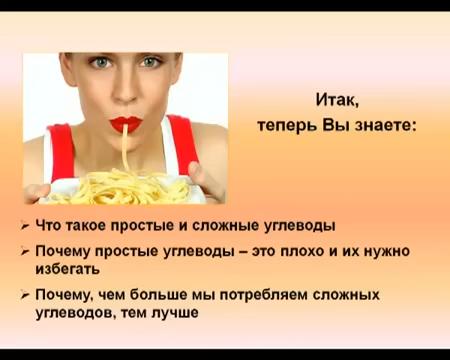 Итак,
теперь Вы знаете:
➢ Что такое простые и сложные углеводы
➢ Почему простые углеводы – это плохо и их нужно
избегать
➢ Почему, чем больше мы потребляем сложных
углеводов, тем лучше